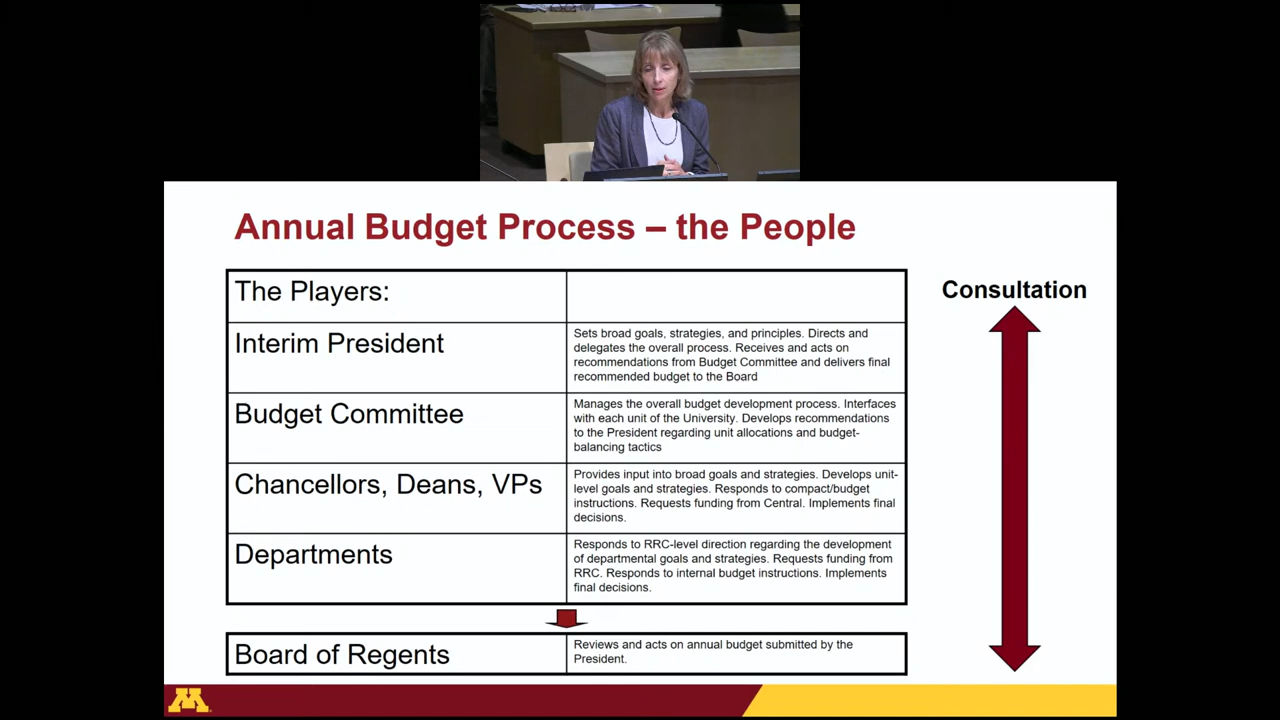 Annual Budget Process – the People
The Players:
Consultation
Interim President
Sets broad goals, strategies, and principles. Directs and
delegates the overall process. Receives and acts on
recommendations from Budget Committee and delivers final
recommended budget to the Board
Budget Committee
Manages the overall budget development process. Interfaces
with each unit of the University. Develops recommendations
to the President regarding unit allocations and budget-
balancing tactics
Chancellors, Deans, VPs
Provides input into broad goals and strategies. Develops unit-
level goals and strategies. Responds to compact/budget
instructions. Requests funding from Central. Implements final
decisions.
Departments
Responds to RRC-level direction regarding the development
of departmental goals and strategies. Requests funding from
RRC. Responds to internal budget instructions. Implements
final decisions.
Board of Regents
Reviews and acts on annual budget submitted by the
President.
M